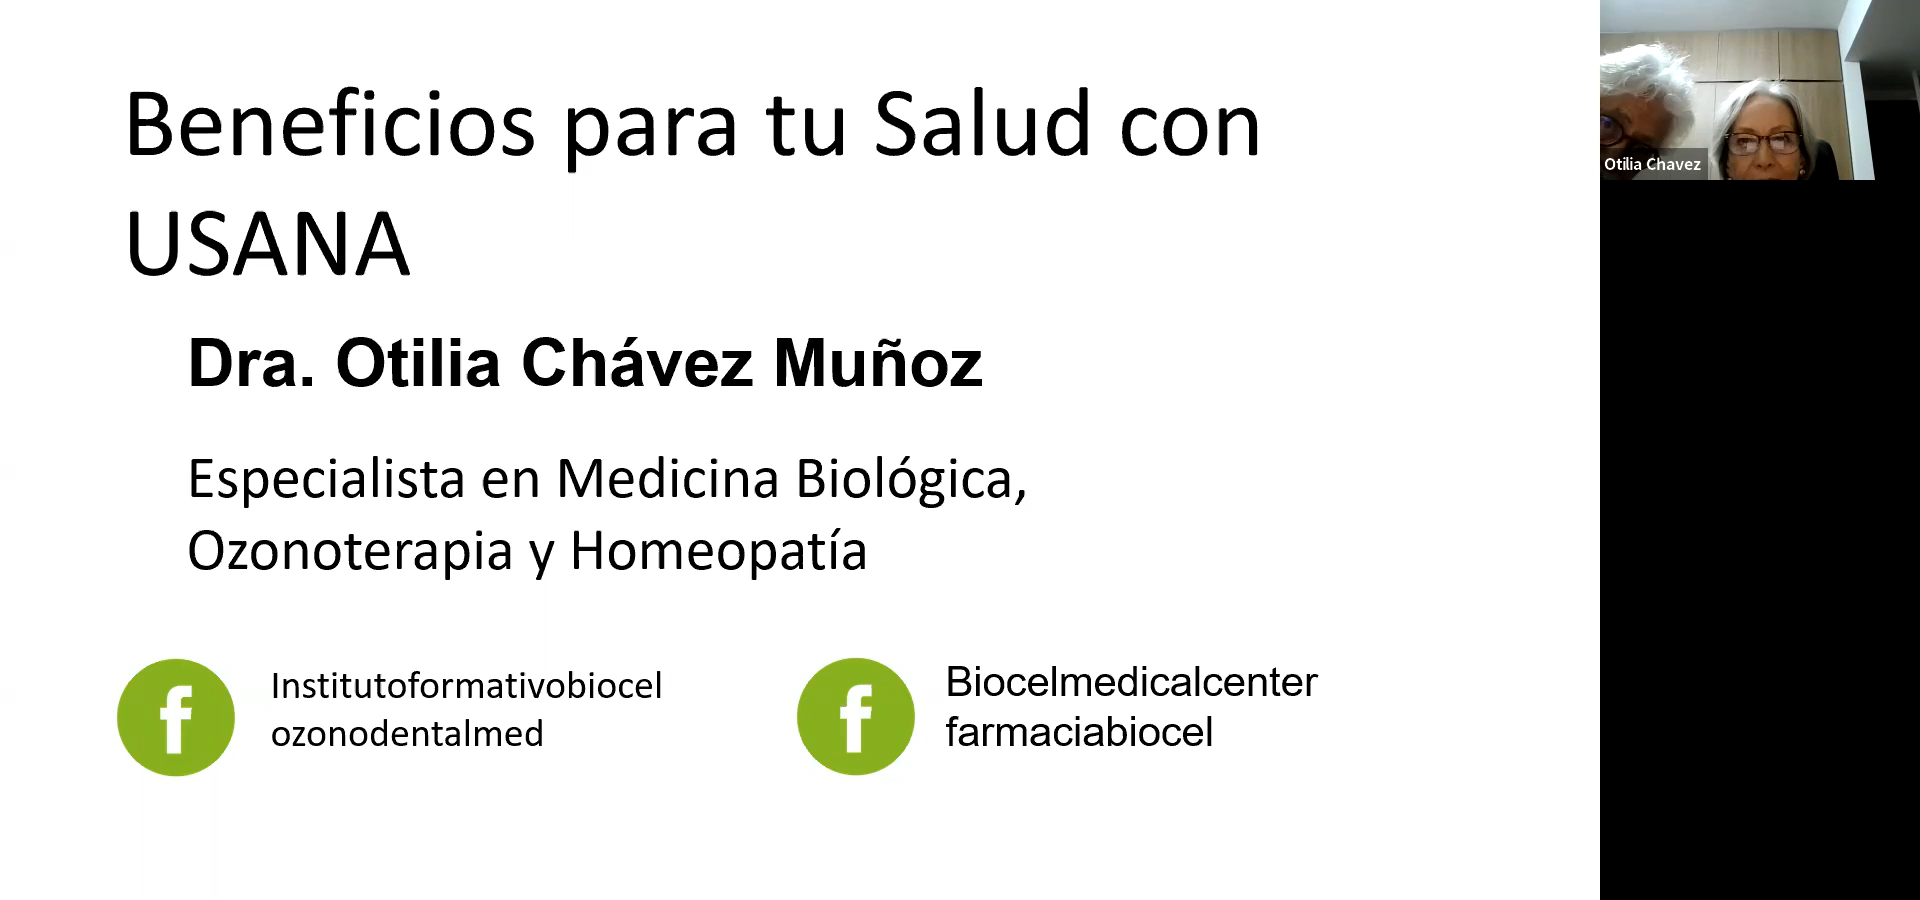 Beneficios para tu Salud con
USANA
Dra. Otilia Chávez Muñoz
Especialista en Medicina Biológica,
Ozonoterapia y Homeopatía
Institutoformativobiocel
ozonodentalmed
Biocelmedicalcenter
farmaciabiocel
Otilia Chavez